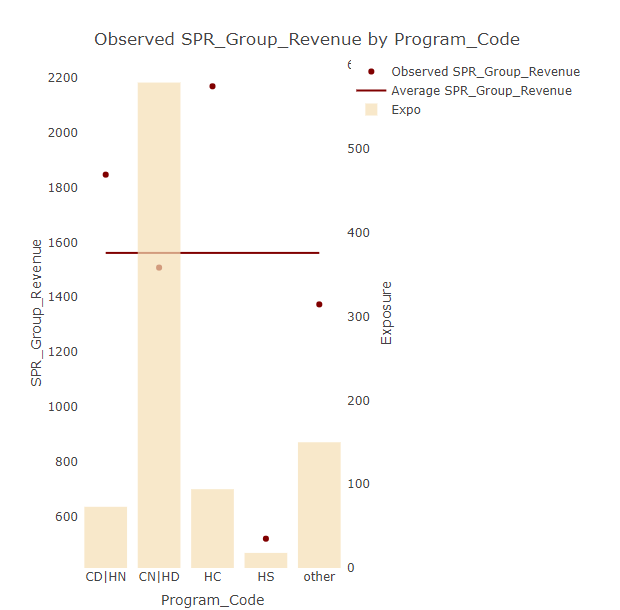 Observed SPR_Group_Revenue by Program_Code
Observed SPR_Group_Revenue
Average SPR_Group_Revenue
Expo
SPR_Group_Revenue
2200
2000
1800
1600
1400
1200
1000
800
600
500
400
300
200
100
0
Exposure
CD|HN CN|HD HC HS other
Program_Code